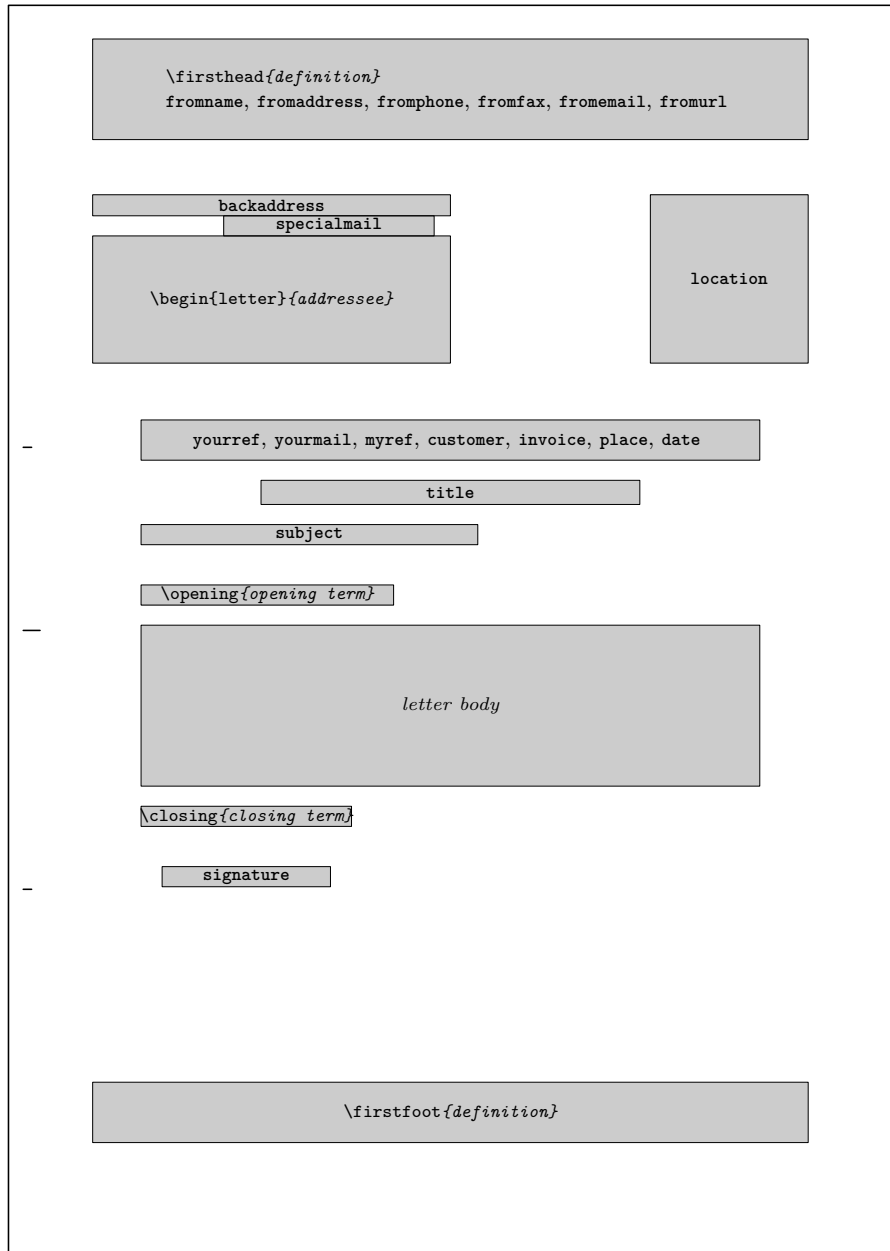 \firsthead{definition}
fromname, fromaddress, fromphone, fromfax, fromemail, fromurl
backaddress
specialmail
\begin{letter}{addressee}
location
yourref, yourmail, myref, customer, invoice, place, date
title
subject
\opening{opening term}
letter body
\closing{closing term}
signature
\firstfoot{definition}